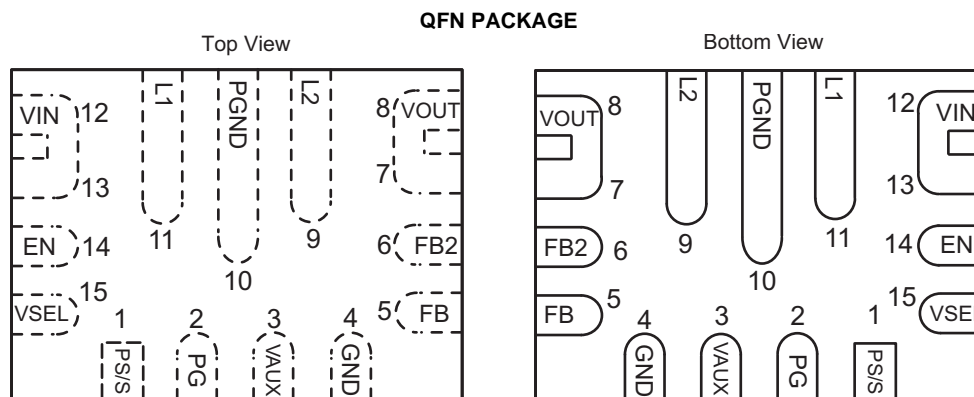 QFN PACKAGE
Top View
Bottom View
L1
PGND
L2
VIN
12
8
VOUT
13
7
11
10
9
EN
14
6
FB2
VSEL
15
5
FB
1
2
3
4
PS/S
PG
VAUX
GND
L2
PGND
L1
VOUT
8
12
VIN
7
13
9
10
11
FB2
6
14
EN
FB
5
15
4
3
2
1
GND
VAUX
PG
PS/S